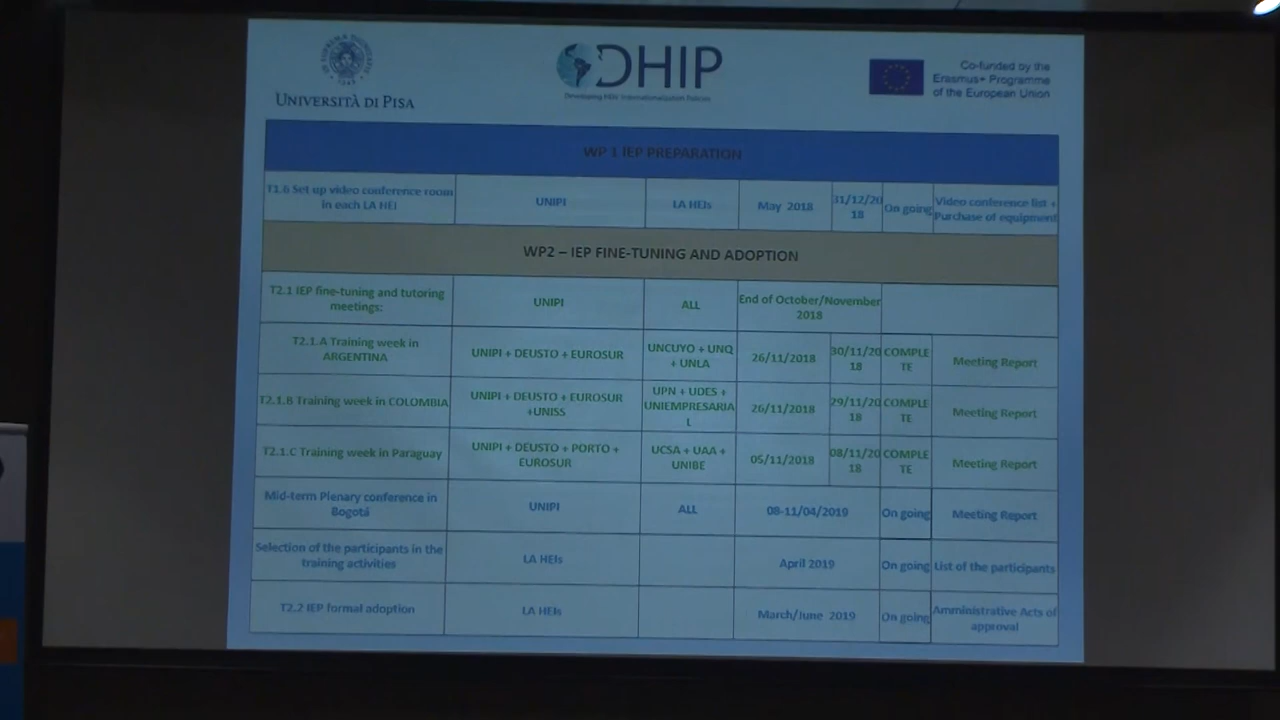 UNIVERSITÀ DI PISA
DHIP
Developing HEIs' Internationalization Policies
Co-funded by the
Erasmus+ Programme
of the European Union
WP 1 IEP PREPARATION
T1.6 Set up video conference room
in each LA HEI
UNIPI
LA HEIs
May 2018
31/12/20
18
On going
Video conference list +
Purchase of equipment
WP2 – IEP FINE-TUNING AND ADOPTION
T2.1 IEP fine-tuning and tutoring
meetings:
UNIPI
ALL
End of October/November
2018
T2.1.A Training week in
ARGENTINA
UNIPI + DEUSTO + EUROSUR
UNCUYO + UNQ
+ UNLA
26/11/2018
30/11/20
18
COMPLE
TE
Meeting Report
T2.1.B Training week in COLOMBIA
UNIPI + DEUSTO + EUROSUR
+UNISS
UPN + UDES +
UNIEMPRESARIA
L
26/11/2018
29/11/20
18
COMPLE
TE
Meeting Report
T2.1.C Training week in Paraguay
UNIPI + DEUSTO + PORTO +
EUROSUR
UCSA + UAA +
UNIBE
05/11/2018
08/11/20
18
COMPLE
TE
Meeting Report
Mid-term Plenary conference in
Bogotá
UNIPI
ALL
08-11/04/2019
On going
Meeting Report
Selection of the participants in the
training activities
LA HEIs
April 2019
On going
List of the participants
T2.2 IEP formal adoption
LA HEIs
March/June 2019
On going
Amministrative Acts of
approval